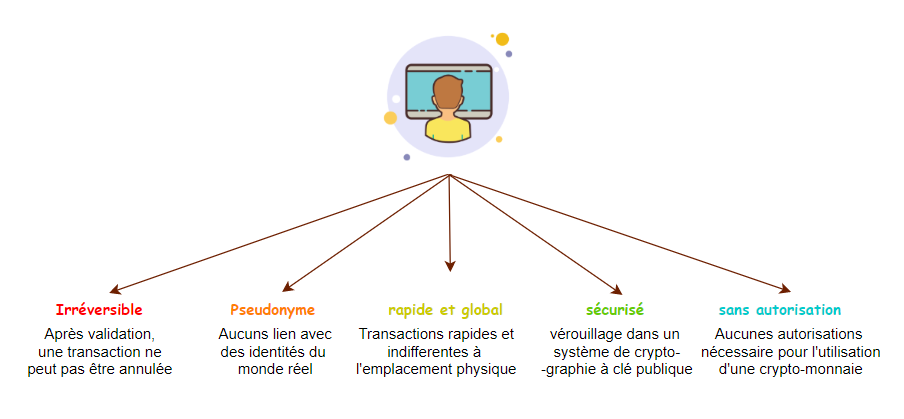 Irréversible
Après validation,
une transaction ne
peut pas être annulée
Pseudonyme
Aucuns lien avec
des identités du
monde réel
rapide et global
Transactions rapides et
indifferentes à
l'emplacement physique
sécurisé
vérouillage dans un
système de crypto-
-graphie à clé publique
sans autorisation
Aucunes autorisations
nécessaire pour l'utilisation
d'une crypto-monnaie